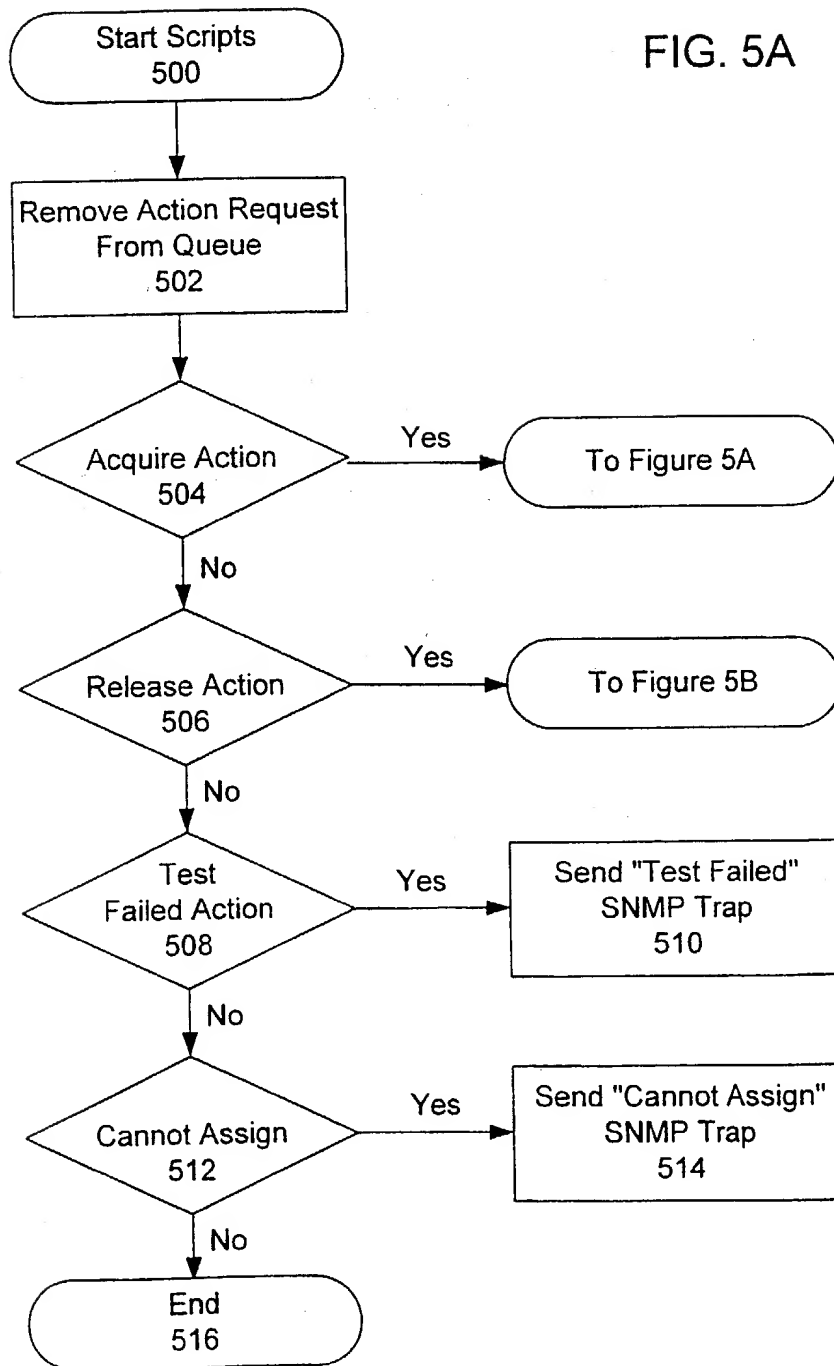 FIG. 5A
Start Scripts
500
Remove Action Request
From Queue
502
Acquire Action
504
Yes
To Figure 5A
No
Release Action
506
Yes
To Figure 5B
No
Test
Failed Action
508
Yes
Send "Test Failed"
SNMP Trap
510
No
Cannot Assign
512
Yes
Send "Cannot Assign"
SNMP Trap
514
No
End
516